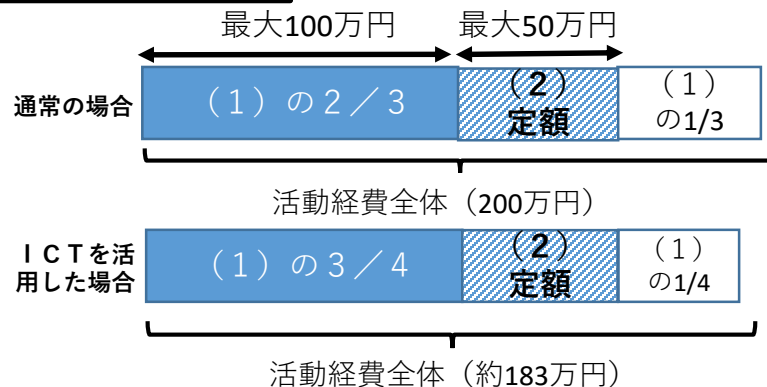 最大100万円 最大50万円
通常の場合
(1)の2/3
(2)
定額
(1)
の1/3
活動経費全体(200万円)
ICTを活
用した場合
(1)の3/4
(2)
定額
(1)
の1/4
活動経費全体(約183万円)